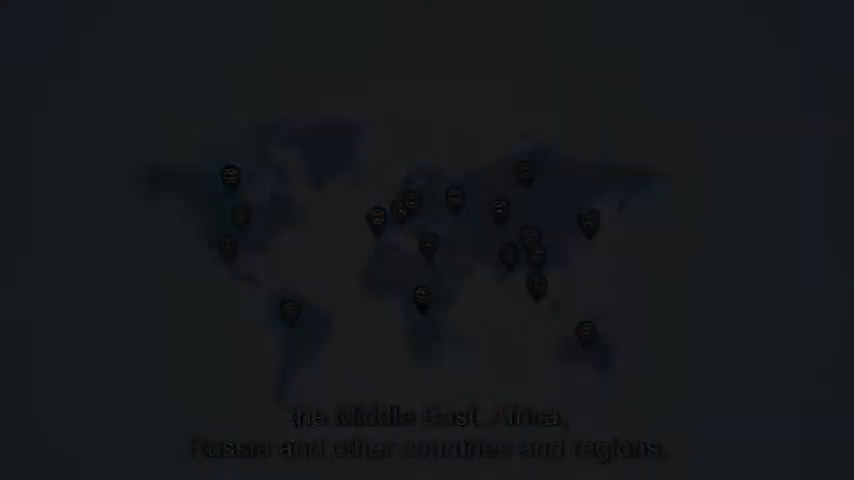 the Middle East, Africa,
Russia and other countries and regions.